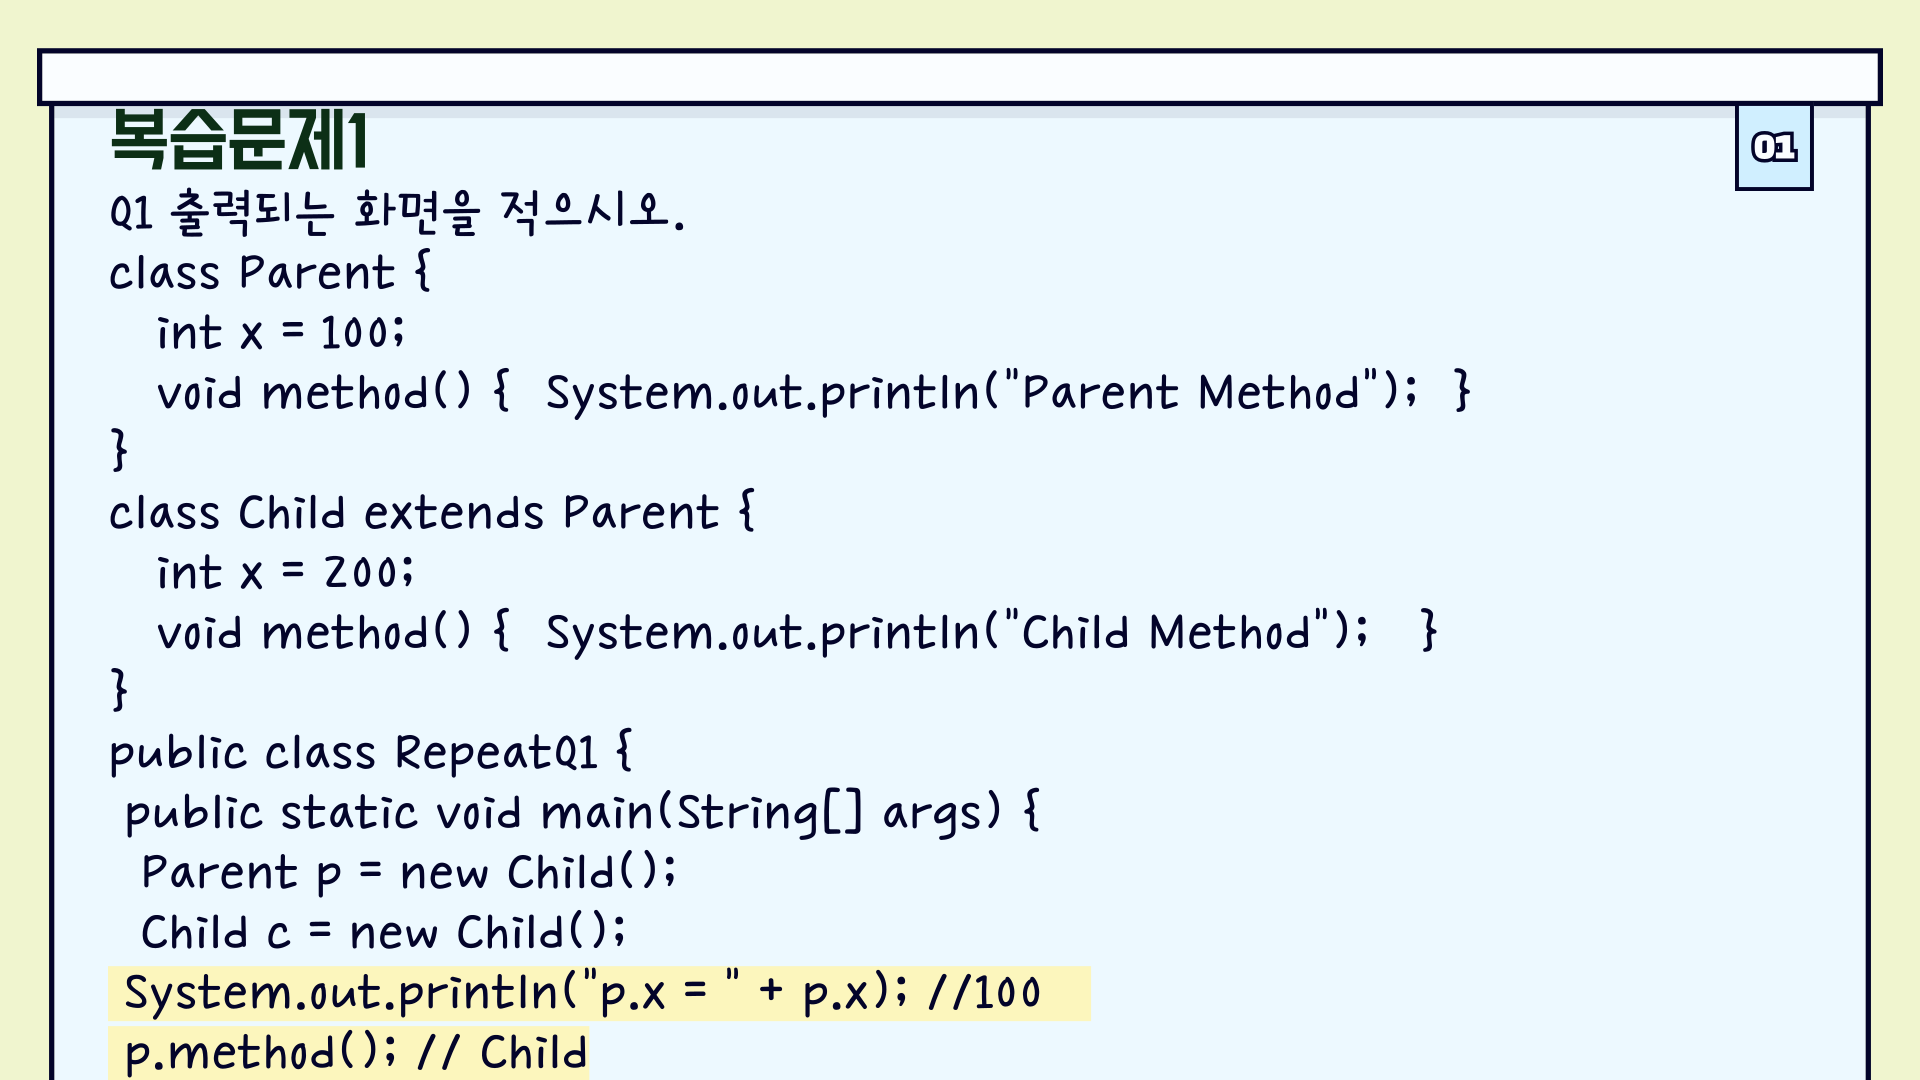 복습문제1
01
Q1 출력되는 화면을 적으시오.
class Parent {
    int x = 100;
    void method() {  System.out.println("Parent Method");  }
}
class Child extends Parent {
    int x = 200;
    void method() {  System.out.println("Child Method");   }
}
public class RepeatQ1 {
 public static void main(String[] args) {
  Parent p = new Child();
  Child c = new Child();
 System.out.println("p.x = " + p.x); //100
 p.method(); // Child